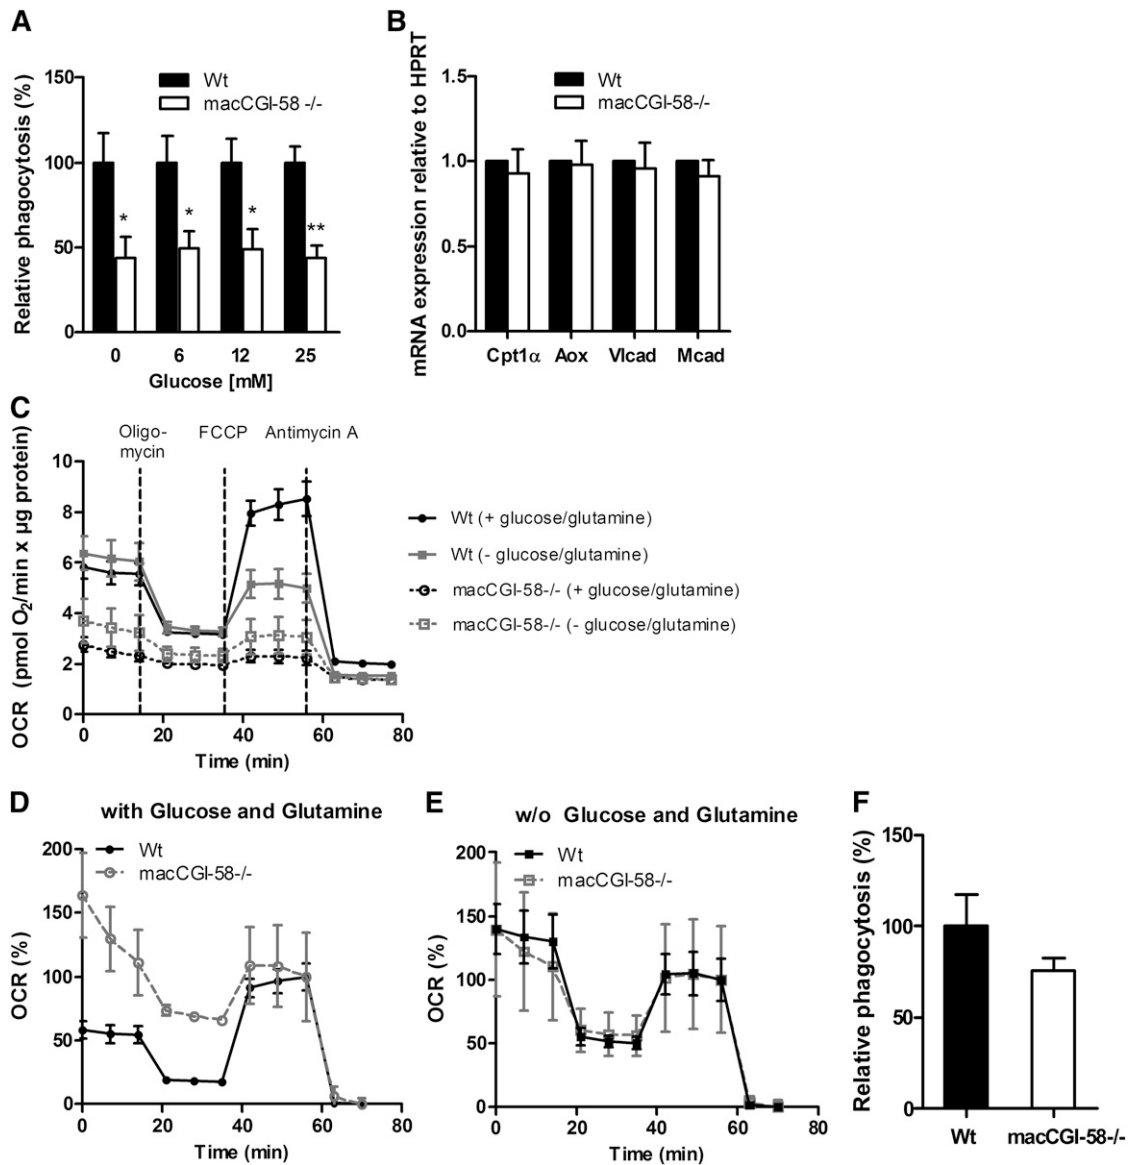 A
Relative phagocytosis (%)
150
100
50
0
Wt
macCGI-58 -/-
*
*
*
**
0 6 12 25
Glucose [mM]
B
mRNA expression relative to HPRT
1.5
1.0
0.5
0.0
Wt
macCGI-58-/-
Cpt1α Aox Vlcad Mcad
C
OCR (pmol O2/min x µg protein)
Oligo-
mycin
FCCP
Antimycin A
10
8
6
4
2
0
0 20 40 60 80
Time (min)
Wt (+ glucose/glutamine)
Wt (- glucose/glutamine)
macCGI-58-/- (+ glucose/glutamine)
macCGI-58-/- (- glucose/glutamine)
D
with Glucose and Glutamine
OCR (%)
200
150
100
50
0
Wt
macCGI-58-/-
0 20 40 60 80
Time (min)
E
w/o Glucose and Glutamine
OCR (%)
200
150
100
50
0
Wt
macCGI-58-/-
0 20 40 60 80
Time (min)
F
Relative phagocytosis (%)
150
100
50
0
Wt macCGI-58-/-